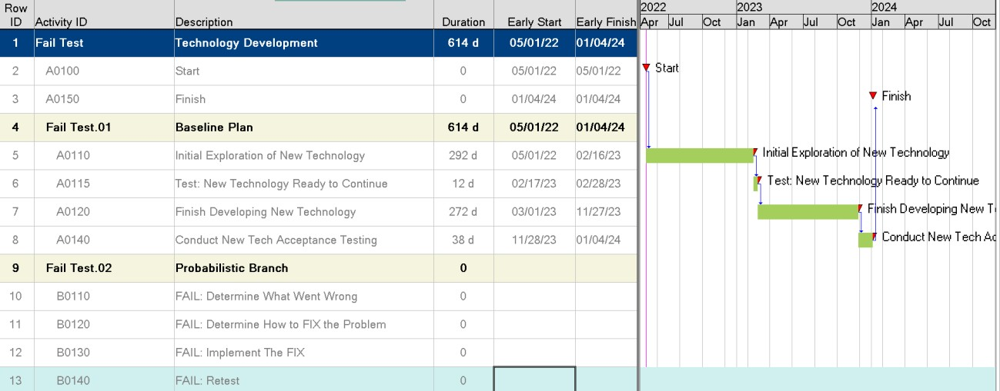 Row ID Activity ID Description Duration Early Start Early Finish
2022 2023 2024
Apr Jul Oct Jan Apr Jul Oct Jan Apr Jul Oct
1 Fail Test Technology Development 614 d 05/01/22 01/04/24
2 A0100 Start 0 05/01/22 05/01/22 Start
3 A0150 Finish 0 01/04/24 01/04/24 Finish
4 Fail Test.01 Baseline Plan 614 d 05/01/22 01/04/24
5 A0110 Initial Exploration of New Technology 292 d 05/01/22 02/16/23 Initial Exploration of New Technology
6 A0115 Test: New Technology Ready to Continue 12 d 02/17/23 02/28/23 Test: New Technology Ready to Continue
7 A0120 Finish Developing New Technology 272 d 03/01/23 11/27/23 Finish Developing New T
8 A0140 Conduct New Tech Acceptance Testing 38 d 11/28/23 01/04/24 Conduct New Tech Ac
9 Fail Test.02 Probabilistic Branch 0
10 B0110 FAIL: Determine What Went Wrong 0
11 B0120 FAIL: Determine How to FIX the Problem 0
12 B0130 FAIL: Implement The FIX 0
13 B0140 FAIL: Retest 0